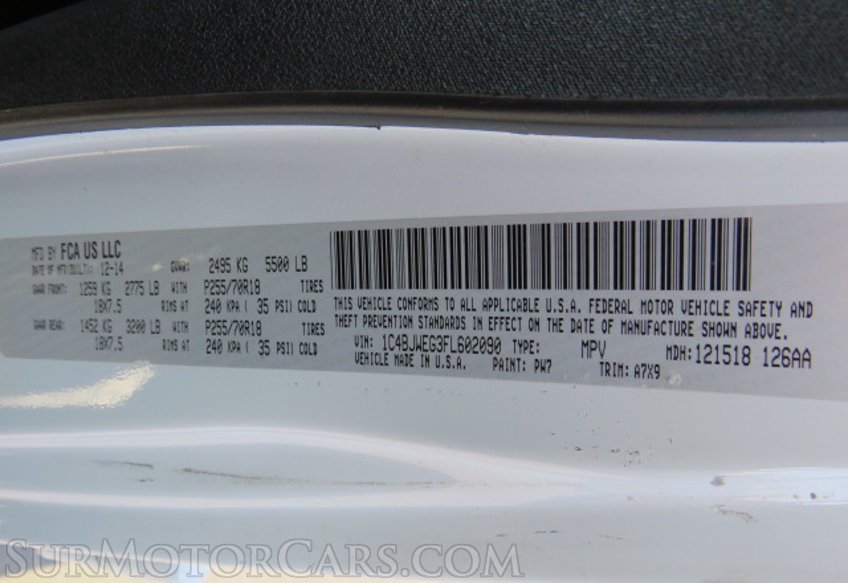 MFD BY FCA US LLC
DATE OF MFR(BUILT): 12-14 GVWR: 2495 KG 5500 LB
GAWR FRONT: 1259 KG 2775 LB WITH P255/70R18 TIRES
18X7.5 RIMS AT 240 KPA ( 35 PSI) COLD
GAWR REAR: 1452 KG 3200 LB WITH P255/70R18 TIRES
18X7.5 RIMS AT 240 KPA ( 35 PSI) COLD
THIS VEHICLE CONFORMS TO ALL APPLICABLE U.S.A. FEDERAL MOTOR VEHICLE SAFETY AND
THEFT PREVENTION STANDARDS IN EFFECT ON THE DATE OF MANUFACTURE SHOWN ABOVE.
VIN: 1C4BJWEG3FL602090 TYPE: MPV MDH:121518 126AA
VEHICLE MADE IN U.S.A. PAINT: PW7 TRIM: A7X9
SURMOTORCARS.COM